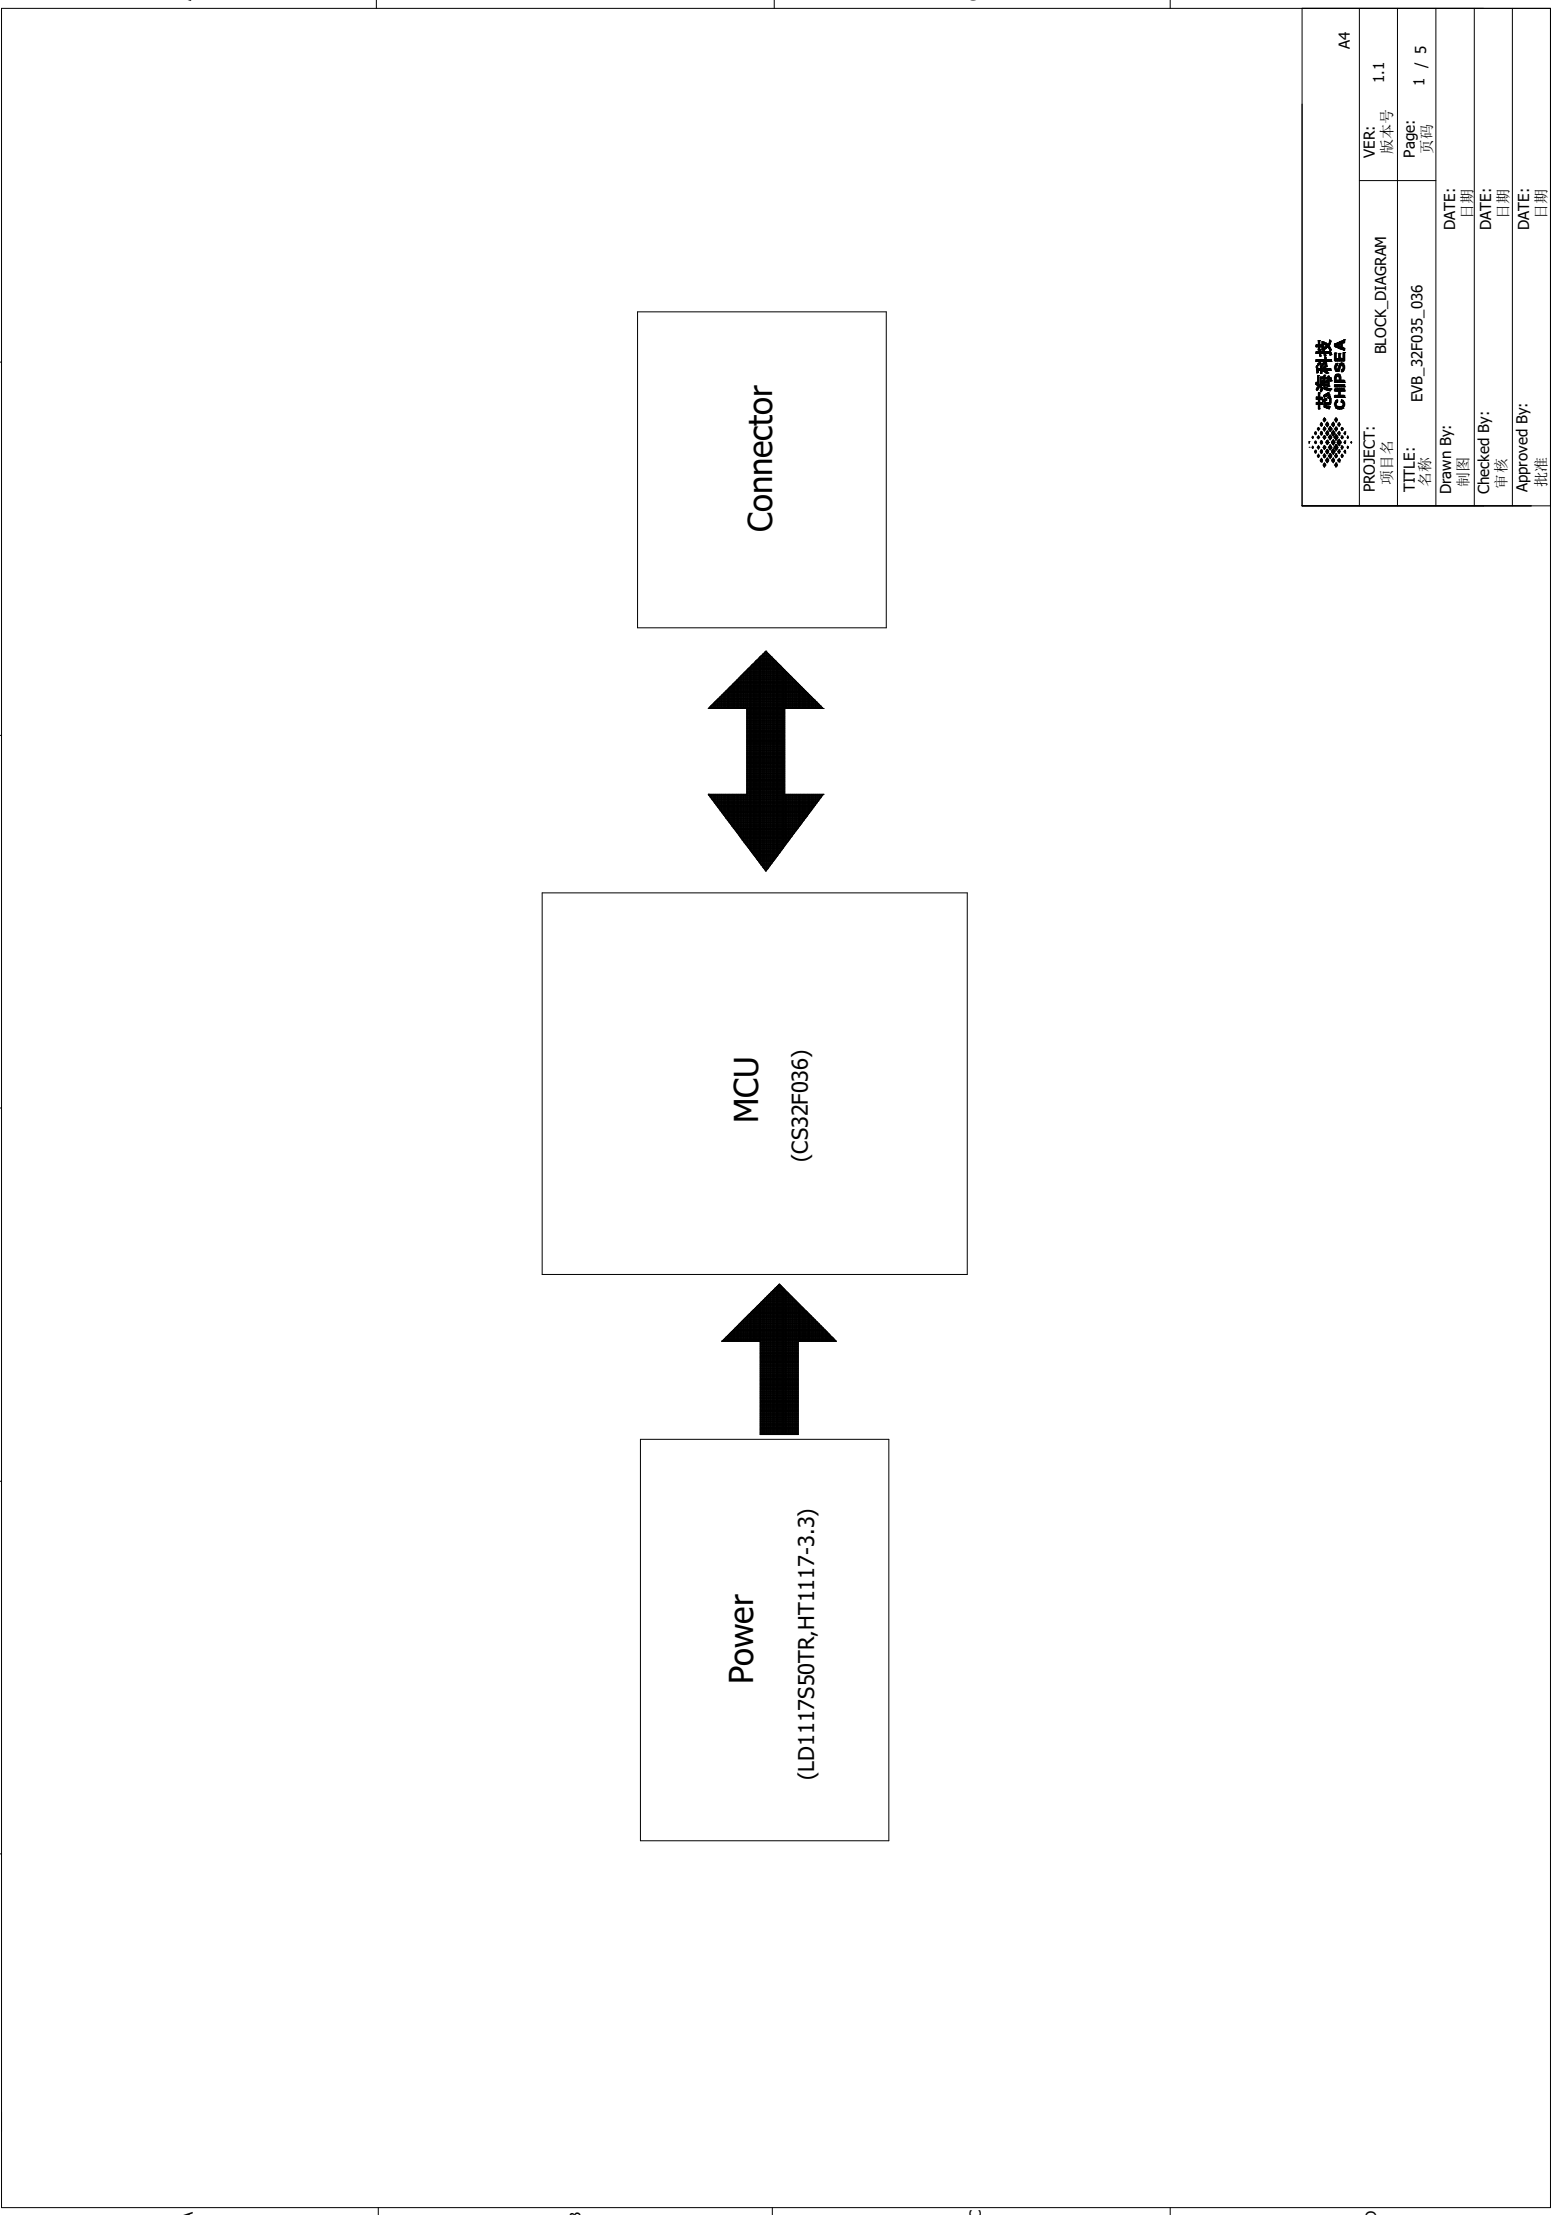 Power
(LD1117S50TR,HT1117-3.3)
MCU
(CS32F036)
Connector
芯海科技
CHIPSEA
A4
PROJECT: BLOCK_DIAGRAM VER: 1.1
项目名 版本号
TITLE: EVB_32F035_036 Page: 1 / 5
名称 页码
Drawn By: DATE:
制图 日期
Checked By: DATE:
审核 日期
Approved By: DATE:
批准 日期